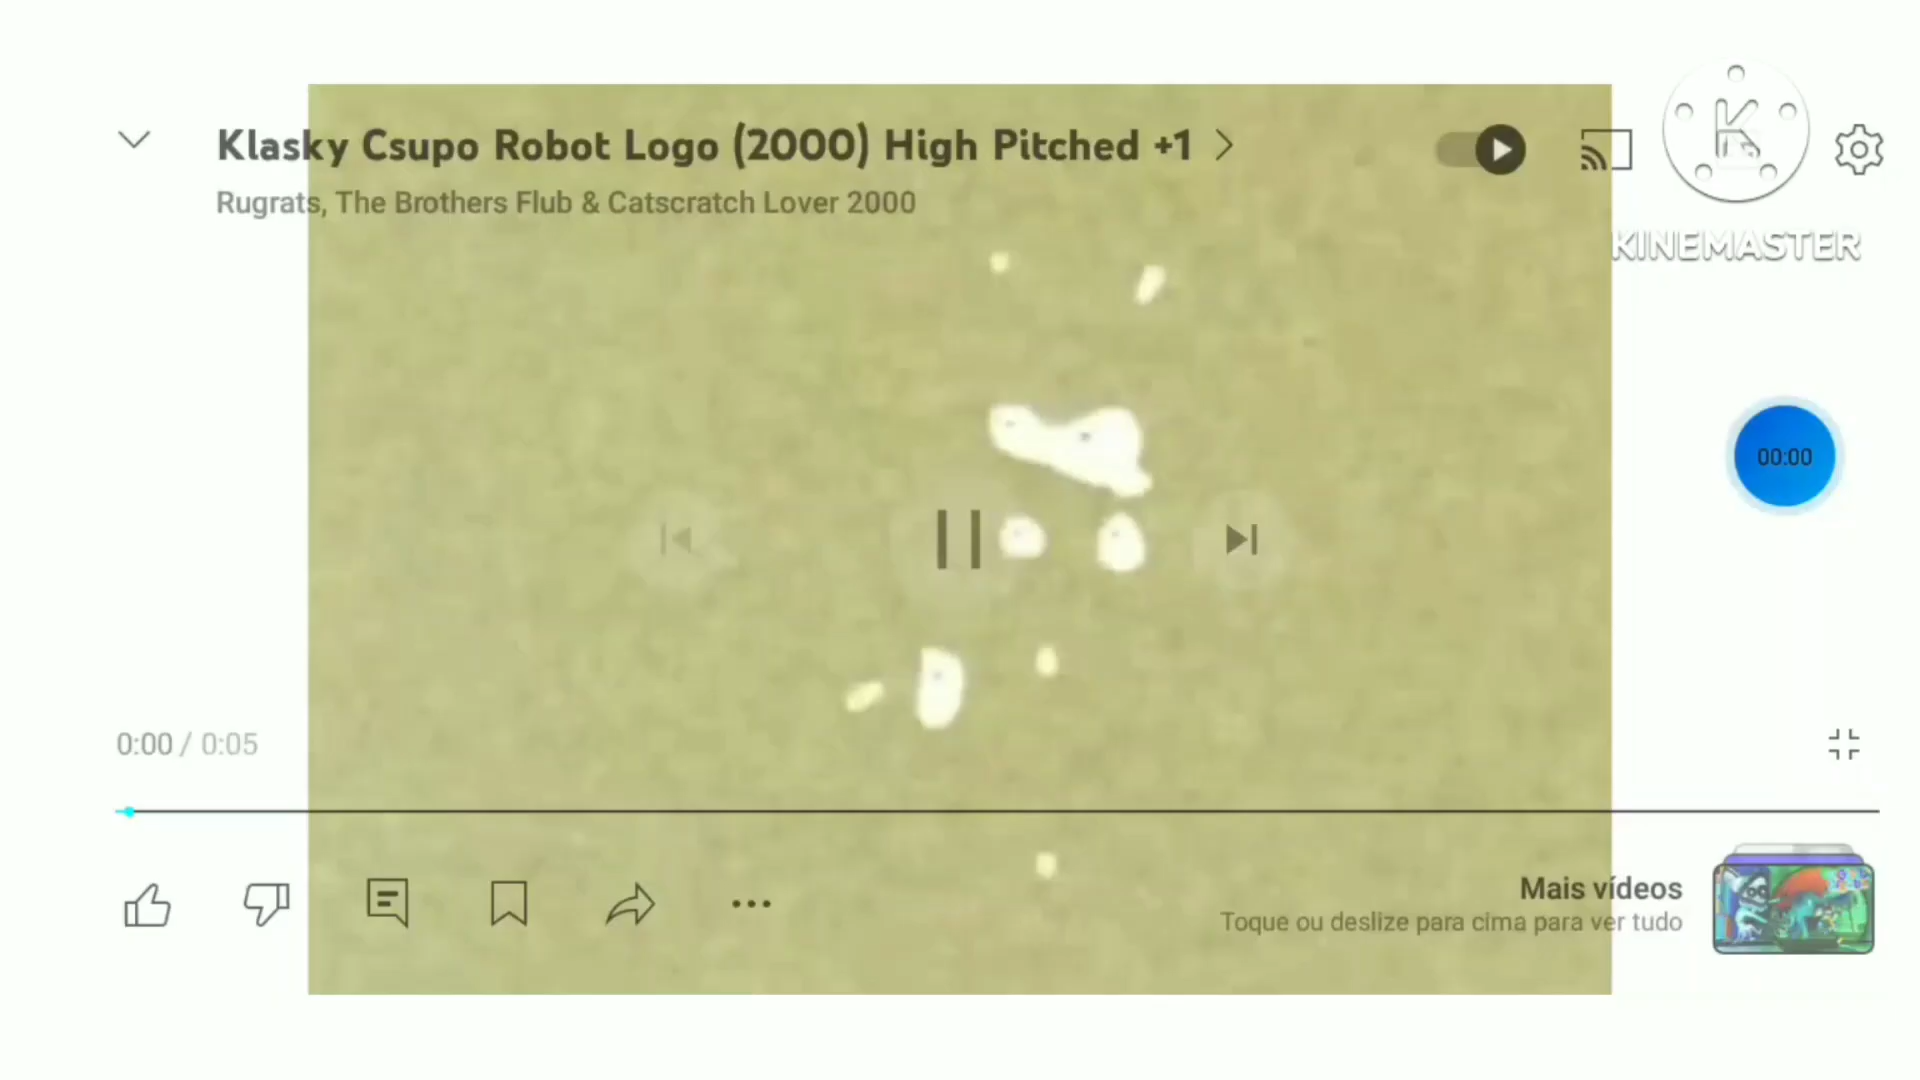 Klasky Csupo Robot Logo (2000) High Pitched +1
Rugrats, The Brothers Flub & Catscratch Lover 2000
KINEMASTER
00:00
0:00 / 0:05
Mais vídeos
Toque ou deslize para cima para ver tudo